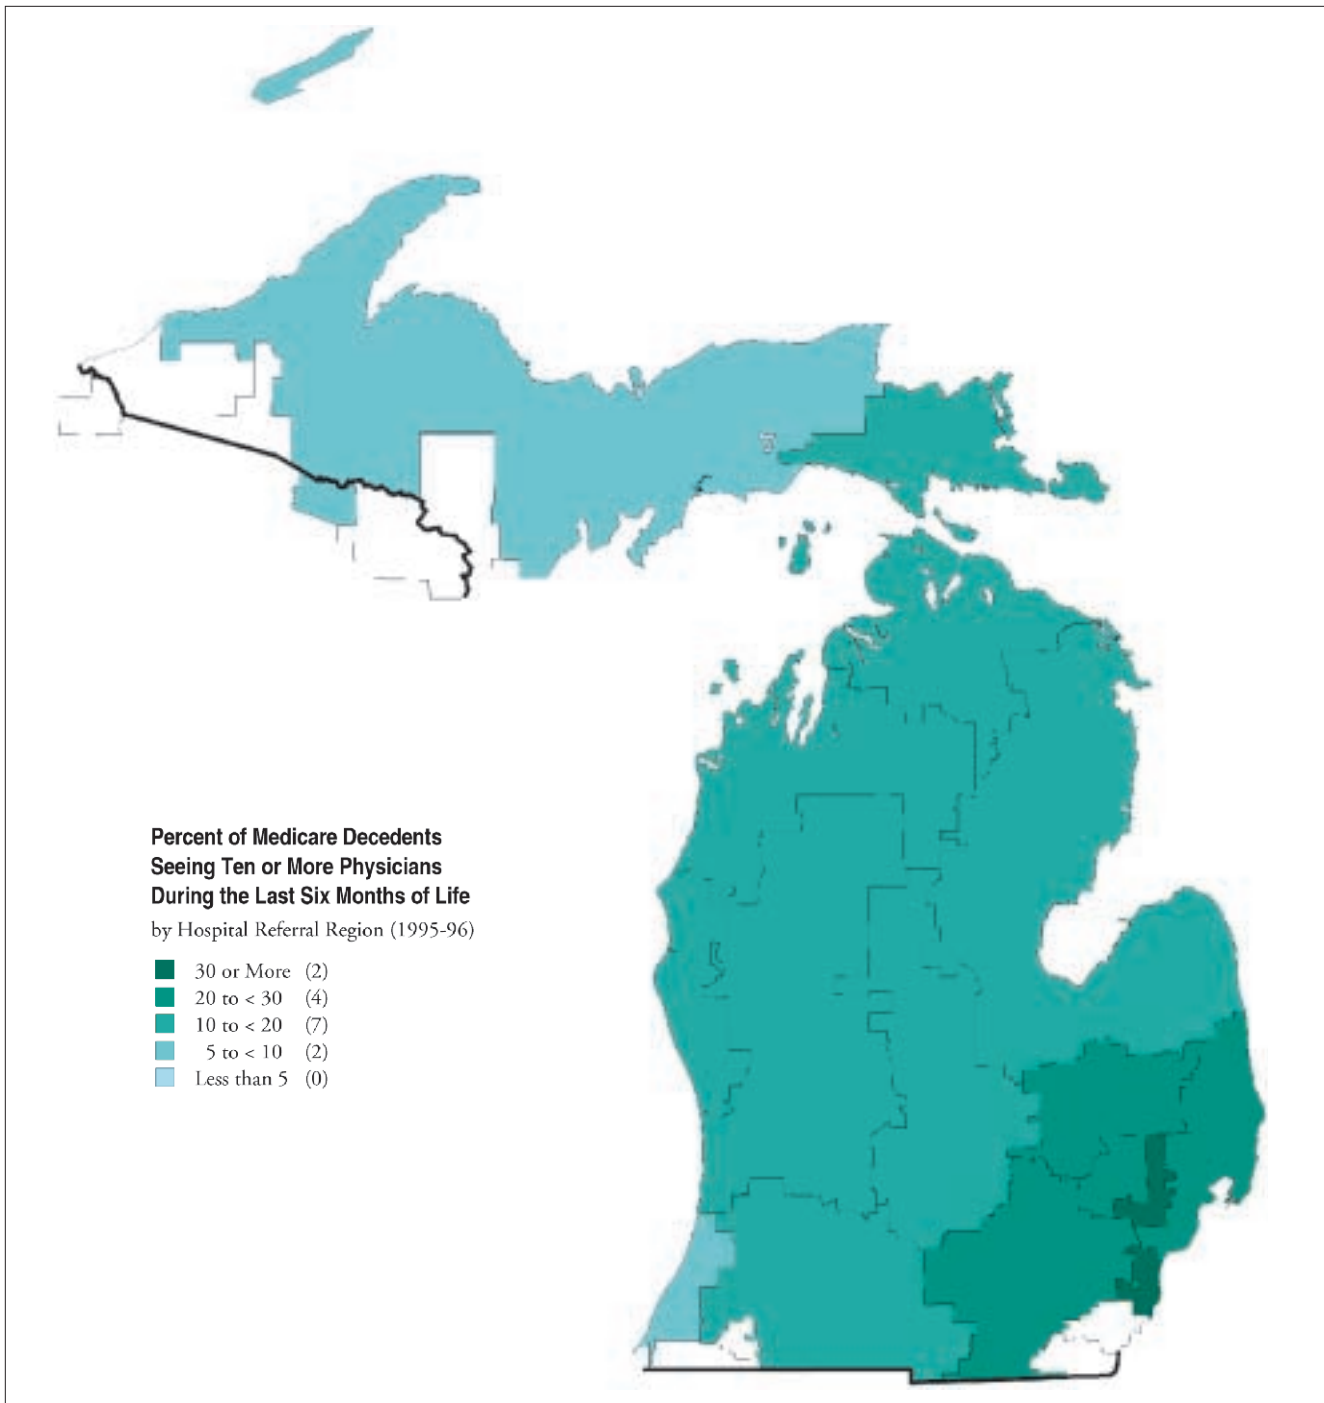 Percent of Medicare Decedents
Seeing Ten or More Physicians
During the Last Six Months of Life
by Hospital Referral Region (1995-96)
30 or More (2)
20 to < 30 (4)
10 to < 20 (7)
5 to < 10 (2)
Less than 5 (0)